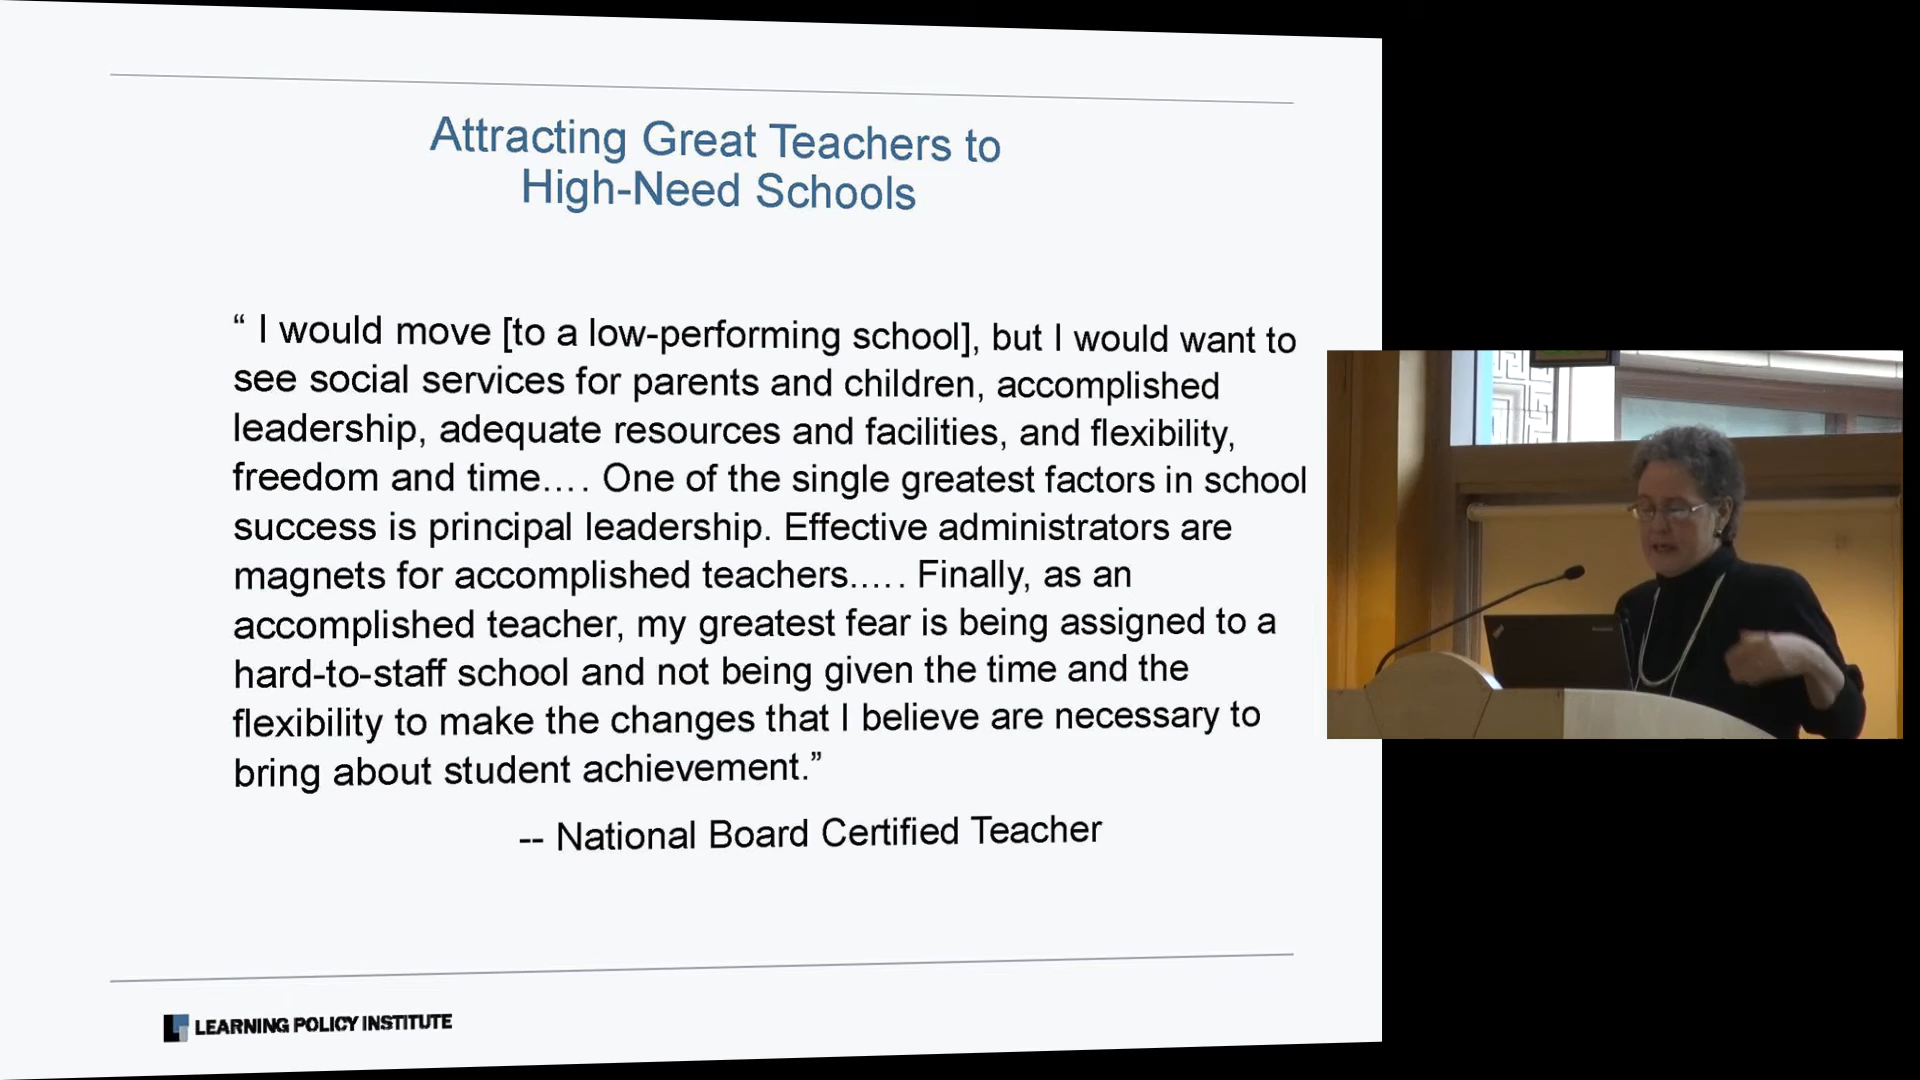 Attracting Great Teachers to
High-Need Schools
“ I would move [to a low-performing school], but I would want to
see social services for parents and children, accomplished
leadership, adequate resources and facilities, and flexibility,
freedom and time…. One of the single greatest factors in school
success is principal leadership. Effective administrators are
magnets for accomplished teachers….. Finally, as an
accomplished teacher, my greatest fear is being assigned to a
hard-to-staff school and not being given the time and the
flexibility to make the changes that I believe are necessary to
bring about student achievement.”
-- National Board Certified Teacher
LEARNING POLICY INSTITUTE